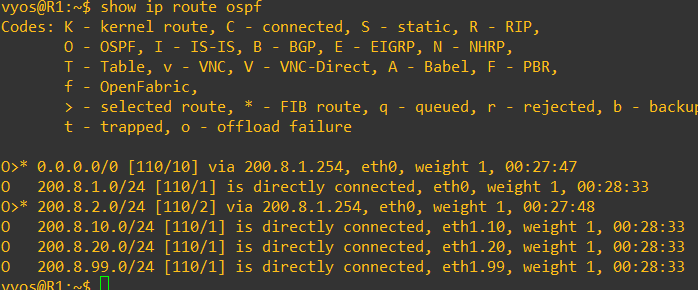 vyos@R1:~$ show ip route ospf
Codes: K - kernel route, C - connected, S - static, R - RIP,
       O - OSPF, I - IS-IS, B - BGP, E - EIGRP, N - NHRP,
       T - Table, v - VNC, V - VNC-Direct, A - Babel, F - PBR,
       f - OpenFabric,
       > - selected route, * - FIB route, q - queued, r - rejected, b - backup
       t - trapped, o - offload failure

O>* 0.0.0.0/0 [110/10] via 200.8.1.254, eth0, weight 1, 00:27:47
O   200.8.1.0/24 [110/1] is directly connected, eth0, weight 1, 00:28:33
O>* 200.8.2.0/24 [110/2] via 200.8.1.254, eth0, weight 1, 00:27:48
O   200.8.10.0/24 [110/1] is directly connected, eth1.10, weight 1, 00:28:33
O   200.8.20.0/24 [110/1] is directly connected, eth1.20, weight 1, 00:28:33
O   200.8.99.0/24 [110/1] is directly connected, eth1.99, weight 1, 00:28:33
vyos@R1:~$